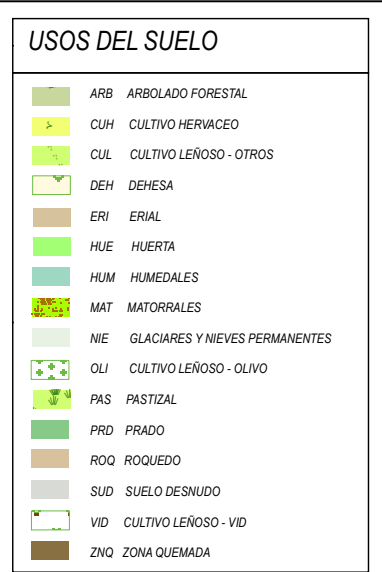 USOS DEL SUELO
ARB ARBOLADO FORESTAL
CUH CULTIVO HERVACEO
CUL CULTIVO LEÑOSO - OTROS
DEH DEHESA
ERI ERIAL
HUE HUERTA
HUM HUMEDALES
MAT MATORRALES
NIE GLACIARES Y NIEVES PERMANENTES
OLI CULTIVO LEÑOSO - OLIVO
PAS PASTIZAL
PRD PRADO
ROQ ROQUEDO
SUD SUELO DESNUDO
VID CULTIVO LEÑOSO - VID
ZNQ ZONA QUEMADA